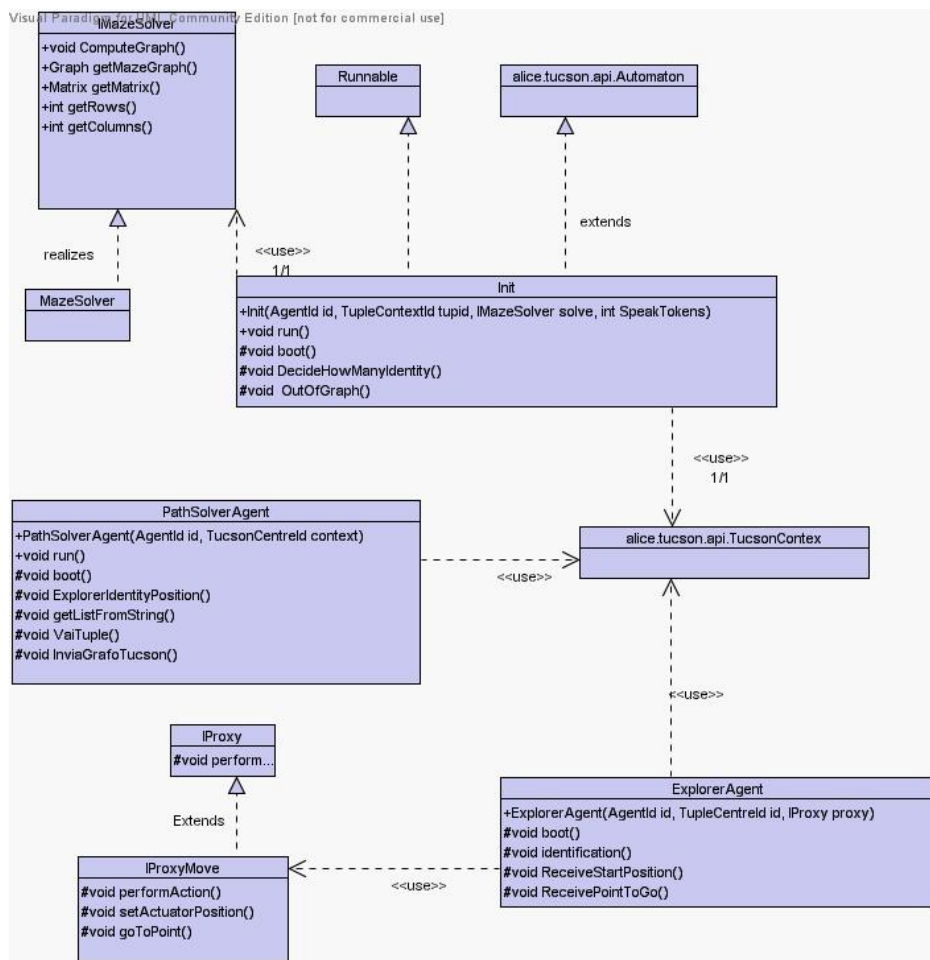 Visual Paradigm for UML Community Edition [not for commercial use]
IMazeSolver
+void ComputeGraph()
+Graph getMazeGraph()
+Matrix getMatrix()
+int getRows()
+int getColumns()
Runnable
alice.tucson.api.Automaton
realizes
<<use>>
1/1
extends
MazeSolver
Init
+Init(AgentId id, TupleContextId tupid, IMazeSolver solve, int SpeakTokens)
+void run()
#void boot()
#void DecideHowManyIdentity()
#void OutOfGraph()
<<use>>
1/1
PathSolverAgent
+PathSolverAgent(AgentId id, TucsonCentreId context)
+void run()
#void boot()
#void ExplorerIdentityPosition()
#void getListFromString()
#void VaiTuple()
#void InviaGrafoTucson()
alice.tucson.api.TucsonContex
<<use>>
<<use>>
IProxy
#void perform...
Extends
ExplorerAgent
+ExplorerAgent(AgentId id, TupleCentreId id, IProxy proxy)
#void boot()
#void identification()
#void ReceiveStartPosition()
#void ReceivePointToGo()
<<use>>
IProxyMove
#void performAction()
#void setActuatorPosition()
#void goToPoint()